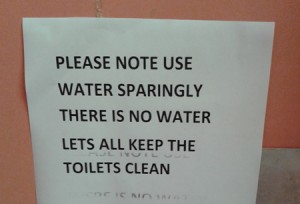 PLEASE NOTE USE
WATER SPARINGLY
THERE IS NO WATER
LETS ALL KEEP THE
TOILETS CLEAN